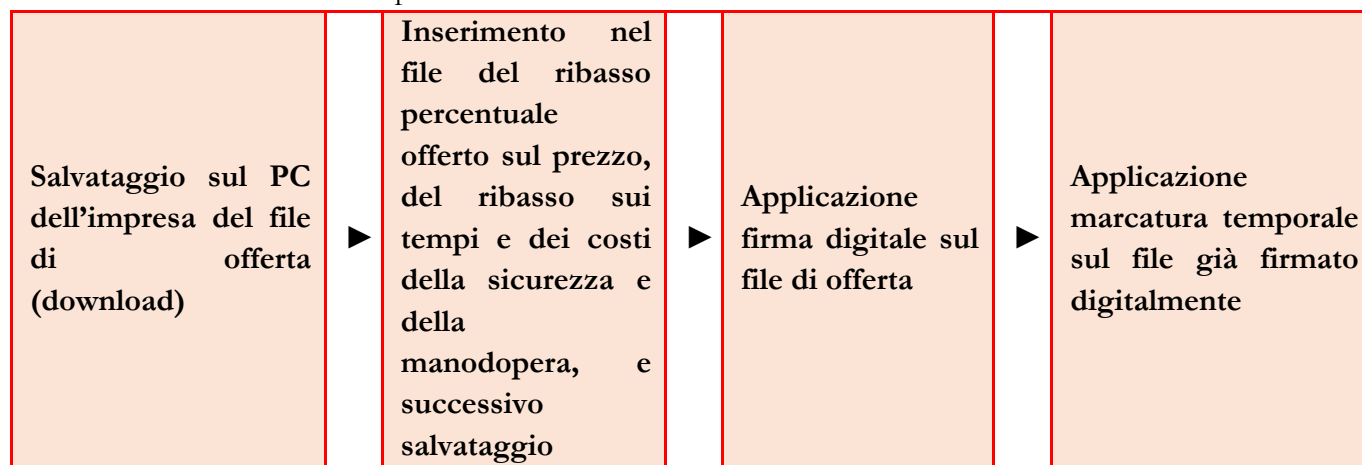 Salvataggio sul PC
dell’impresa del file
di offerta
(download)
►
Inserimento nel
file del ribasso
percentuale
offerto sul prezzo,
del ribasso sui
tempi e dei costi
della sicurezza e
della
manodopera, e
successivo
salvataggio
►
Applicazione
firma digitale sul
file di offerta
►
Applicazione
marcatura temporale
sul file già firmato
digitalmente